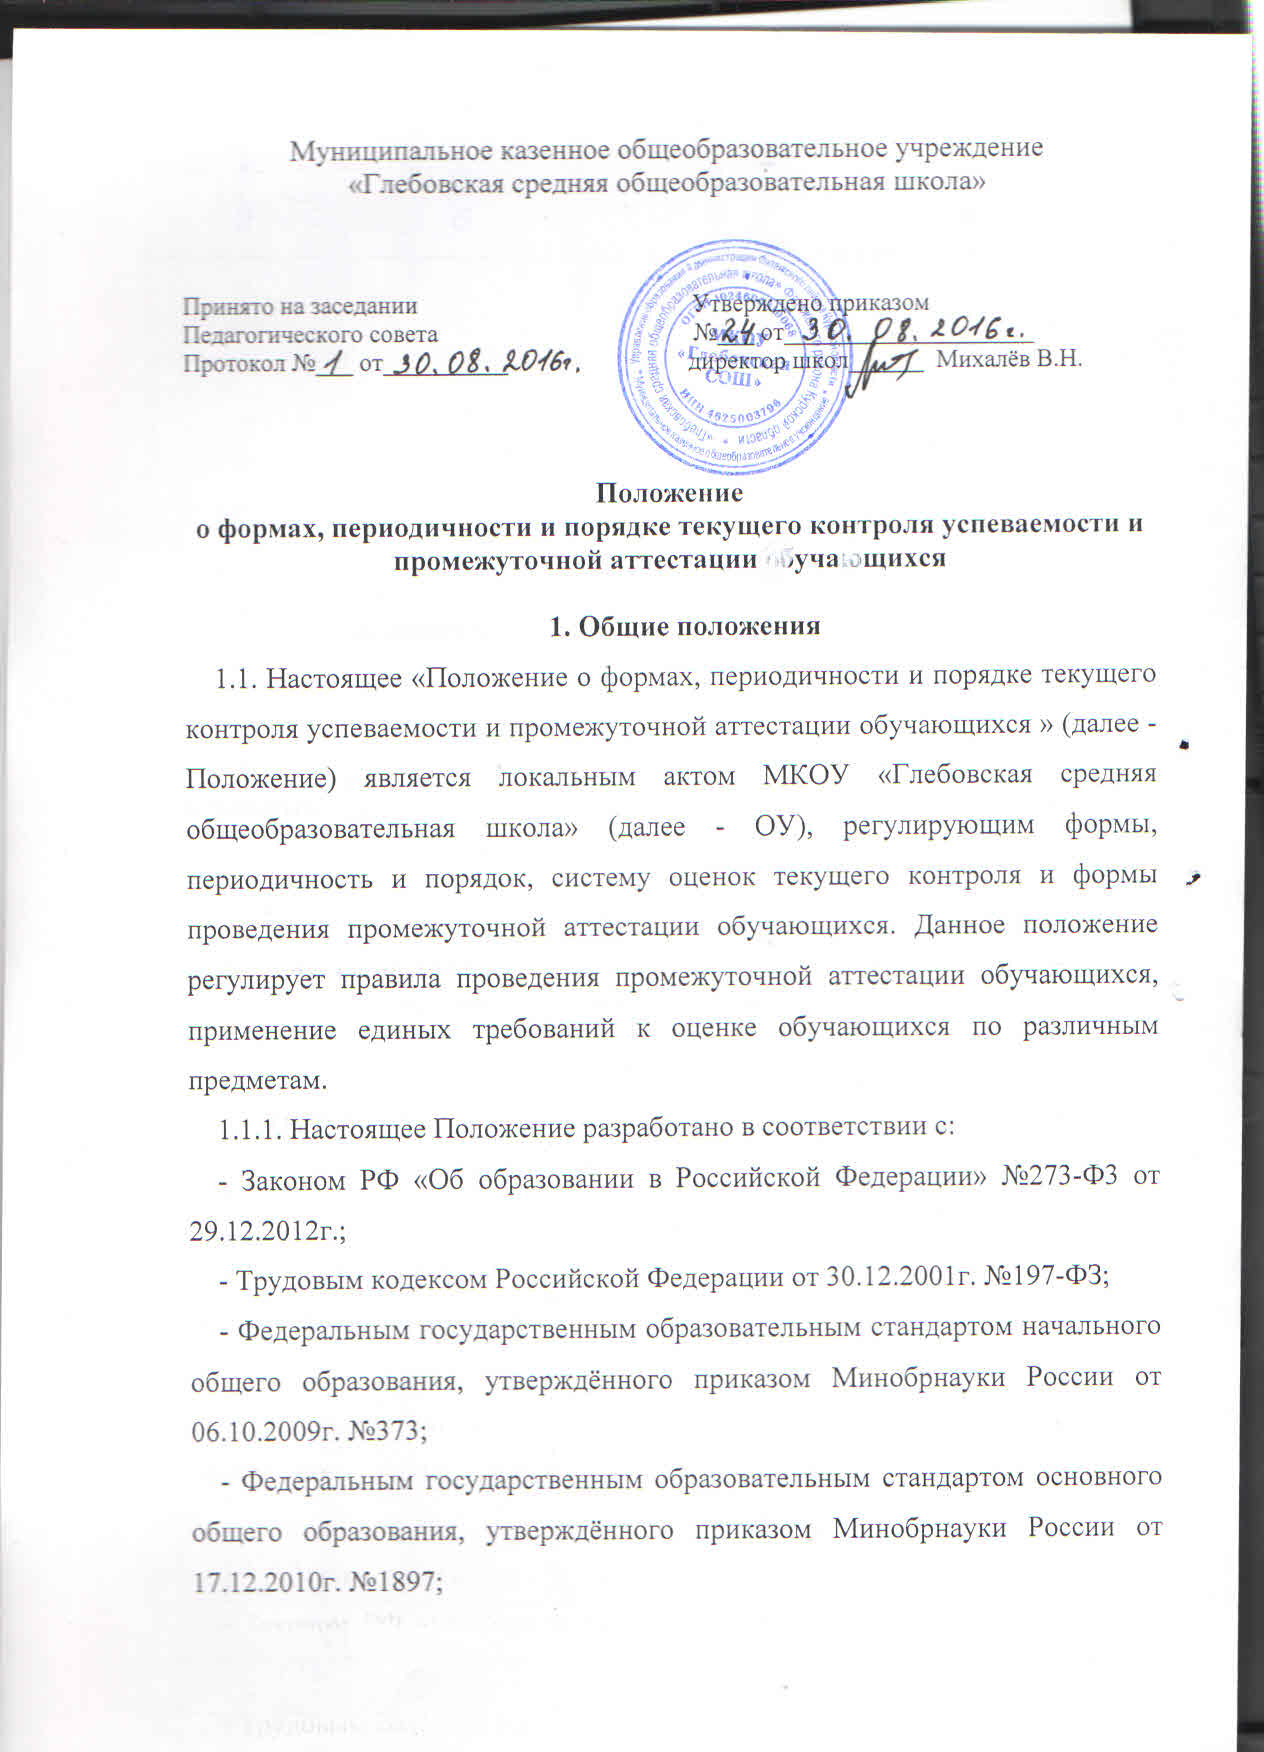 Муниципальное казенное общеобразовательное учреждение
«Глебовская средняя общеобразовательная школа»
Принято на заседании
Педагогического совета
Протокол № 1 от 30.08.2016г.
Утверждено приказом
№ 24 от 30.08.2016г.
директор школ Михалёв В.Н.
МКОУ
«Глебовская
СОШ»
ИНН 4625003796
Положение
о формах, периодичности и порядке текущего контроля успеваемости и
промежуточной аттестации обучающихся
1. Общие положения
1.1. Настоящее «Положение о формах, периодичности и порядке текущего
контроля успеваемости и промежуточной аттестации обучающихся » (далее -
Положение) является локальным актом МКОУ «Глебовская средняя
общеобразовательная школа» (далее - ОУ), регулирующим формы,
периодичность и порядок, систему оценок текущего контроля и формы
проведения промежуточной аттестации обучающихся. Данное положение
регулирует правила проведения промежуточной аттестации обучающихся,
применение единых требований к оценке обучающихся по различным
предметам.
1.1.1. Настоящее Положение разработано в соответствии с:
- Законом РФ «Об образовании в Российской Федерации» №273-ФЗ от
29.12.2012г.;
- Трудовым кодексом Российской Федерации от 30.12.2001г. №197-ФЗ;
- Федеральным государственным образовательным стандартом начального
общего образования, утверждённого приказом Минобрнауки России от
06.10.2009г. №373;
- Федеральным государственным образовательным стандартом основного
общего образования, утверждённого приказом Минобрнауки России от
17.12.2010г. №1897;